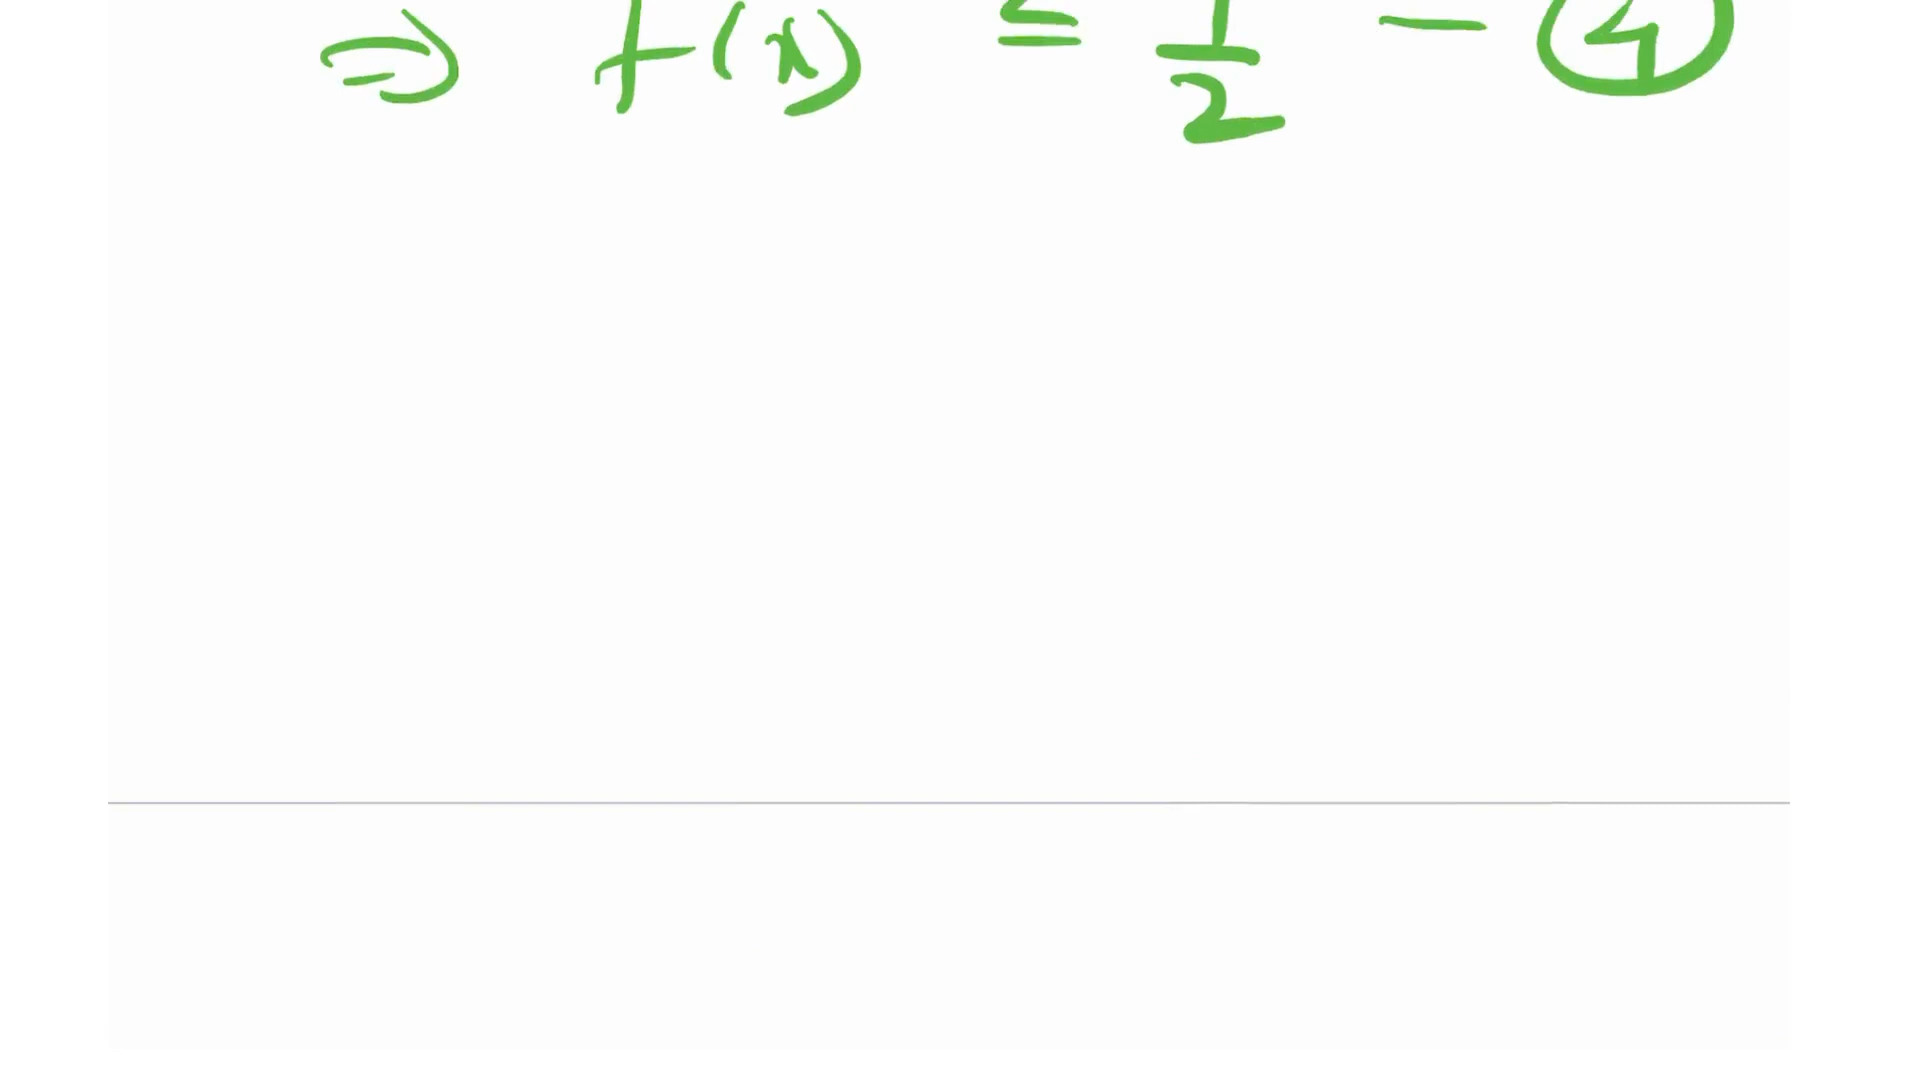 ⇒ f(x) ≤ 1/2 — ④